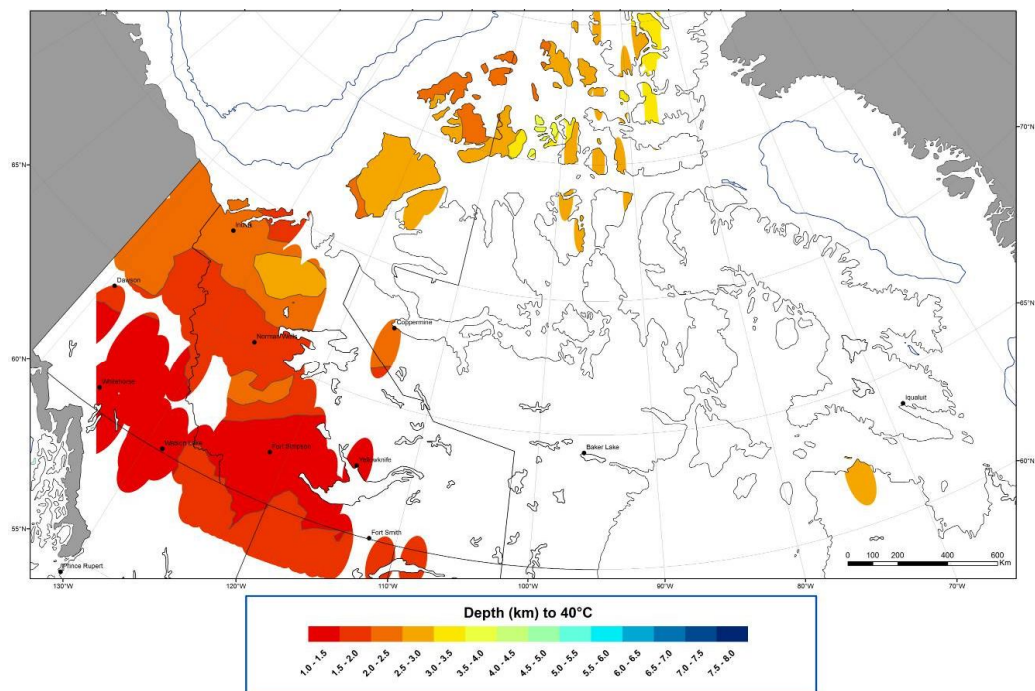 70°N
65°N
65°N
60°N
60°N
55°N
Inuvik
Dawson
Coppermine
Norman Wells
Whitehorse
Iqaluit
Watson Lake
Fort Simpson
Yellowknife
Baker Lake
Fort Smith
Prince Rupert
0 100 200 400 600
Km
130°W 120°W 110°W 100°W 90°W 80°W 70°W
Depth (km) to 40°C
1.0 - 1.5
1.5 - 2.0
2.0 - 2.5
2.5 - 3.0
3.0 - 3.5
3.5 - 4.0
4.0 - 4.5
4.5 - 5.0
5.0 - 5.5
5.5 - 6.0
6.0 - 6.5
6.5 - 7.0
7.0 - 7.5
7.5 - 8.0